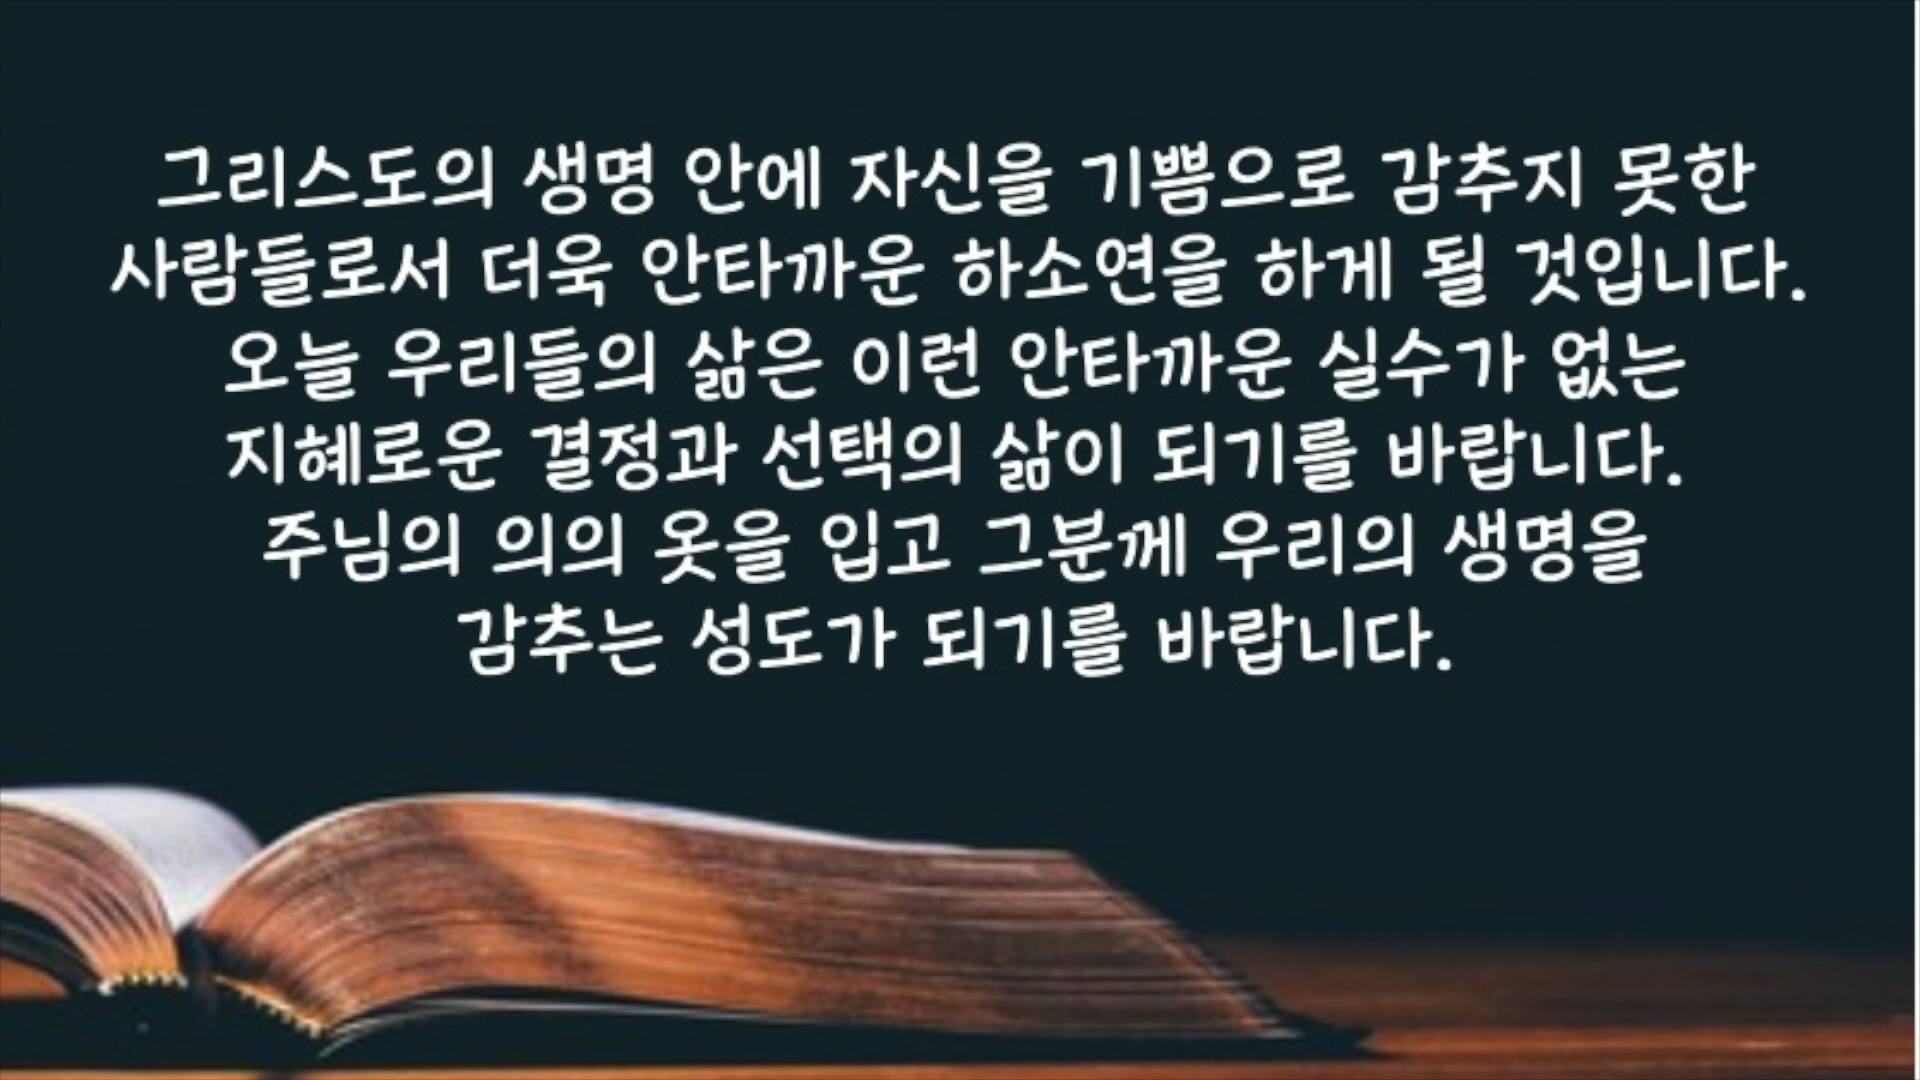 그리스도의 생명 안에 자신을 기쁨으로 감추지 못한
사람들로서 더욱 안타까운 하소연을 하게 될 것입니다.
오늘 우리들의 삶은 이런 안타까운 실수가 없는
지혜로운 결정과 선택의 삶이 되기를 바랍니다.
주님의 의의 옷을 입고 그분께 우리의 생명을
감추는 성도가 되기를 바랍니다.